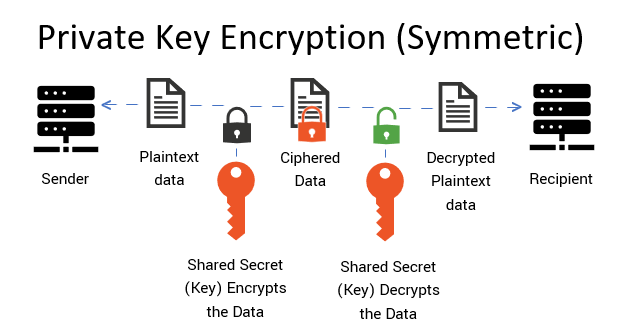 Private Key Encryption (Symmetric)
Sender
Plaintext
data
Ciphered
Data
Decrypted
Plaintext
data
Recipient
Shared Secret
(Key) Encrypts
the Data
Shared Secret
(Key) Decrypts
the Data